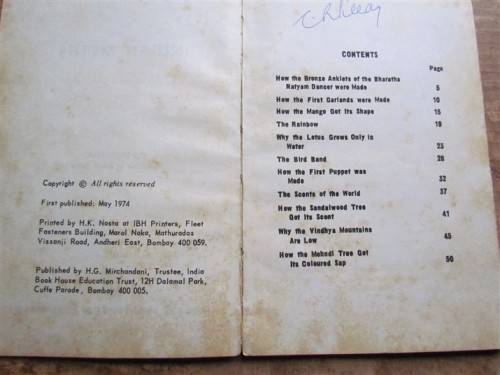 Copyright © All rights reserved
First published: May 1974
Printed by H.K. Nasta at IBH Printers, Fleet
Fasteners Building, Marol Naka, Mathuradas
Vissanji Road, Andheri East, Bombay 400 059.
Published by H.G. Mirchandani, Trustee, India
Book House Education Trust, 12H Dalamal Park,
Cuffe Parade, Bombay 400 005.
CONTENTS
Page
How the Bronze Anklets of the Bharatha
Natyam Dancer were Made 5
How the First Garlands were Made 10
How the Mango Got Its Shape 15
The Rainbow 19
Why the Lotus Grows Only in
Water 23
The Bird Band 28
How the First Puppet was
Made 32
The Scents of the World 37
How the Sandalwood Tree
Got Its Scent 41
Why the Vindhya Mountains
Are Low 45
How the Mehndi Tree Got
Its Coloured Sap 50